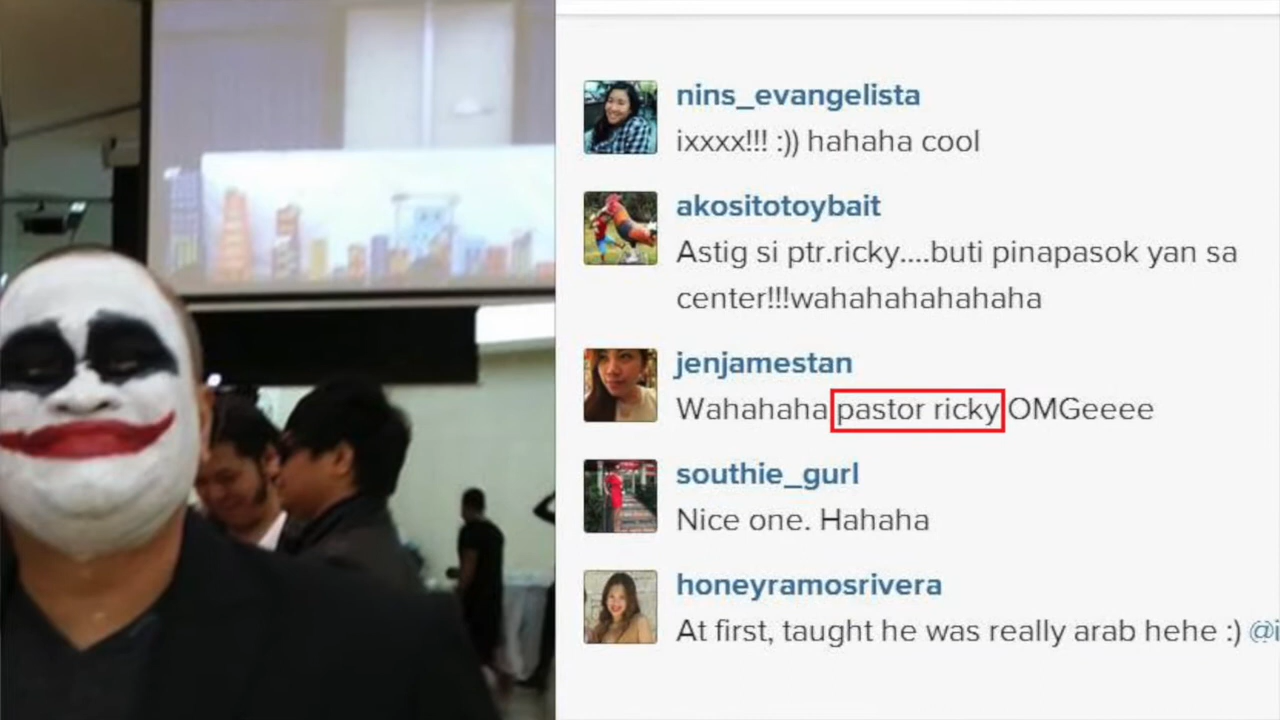 nins_evangelista
ixxxx!!! :)) hahaha cool
akositotoybait
Astig si ptr.ricky....buti pinapasok yan sa
center!!!wahahahahahaha
jenjamestan
Wahahaha pastor ricky OMGeeee
southie_gurl
Nice one. Hahaha
honeyramosrivera
At first, taught he was really arab hehe :) @i